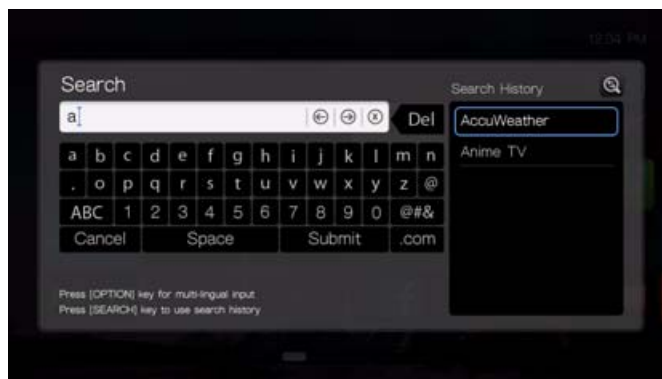 12:34 PM
Search
Search History
a
Del
AccuWeather
a b c d e f g h i j k l m n
Anime TV
. o p q r s t u v w x y z @
ABC 1 2 3 4 5 6 7 8 9 0 @#&
Cancel Space Submit .com
Press [OPTION] key for multi-lingual input
Press [SEARCH] key to use search history